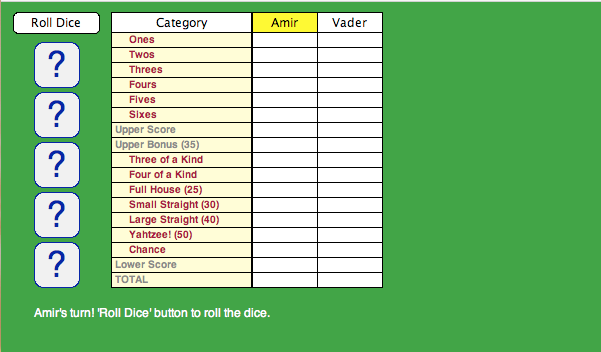 Roll Dice Category Amir Vader
Ones
? Twos
Threes
Fours
? Fives
Sixes
Upper Score
? Upper Bonus (35)
Three of a Kind
Four of a Kind
? Full House (25)
Small Straight (30)
Large Straight (40)
? Yahtzee! (50)
Chance
Lower Score
TOTAL
Amir's turn! 'Roll Dice' button to roll the dice.